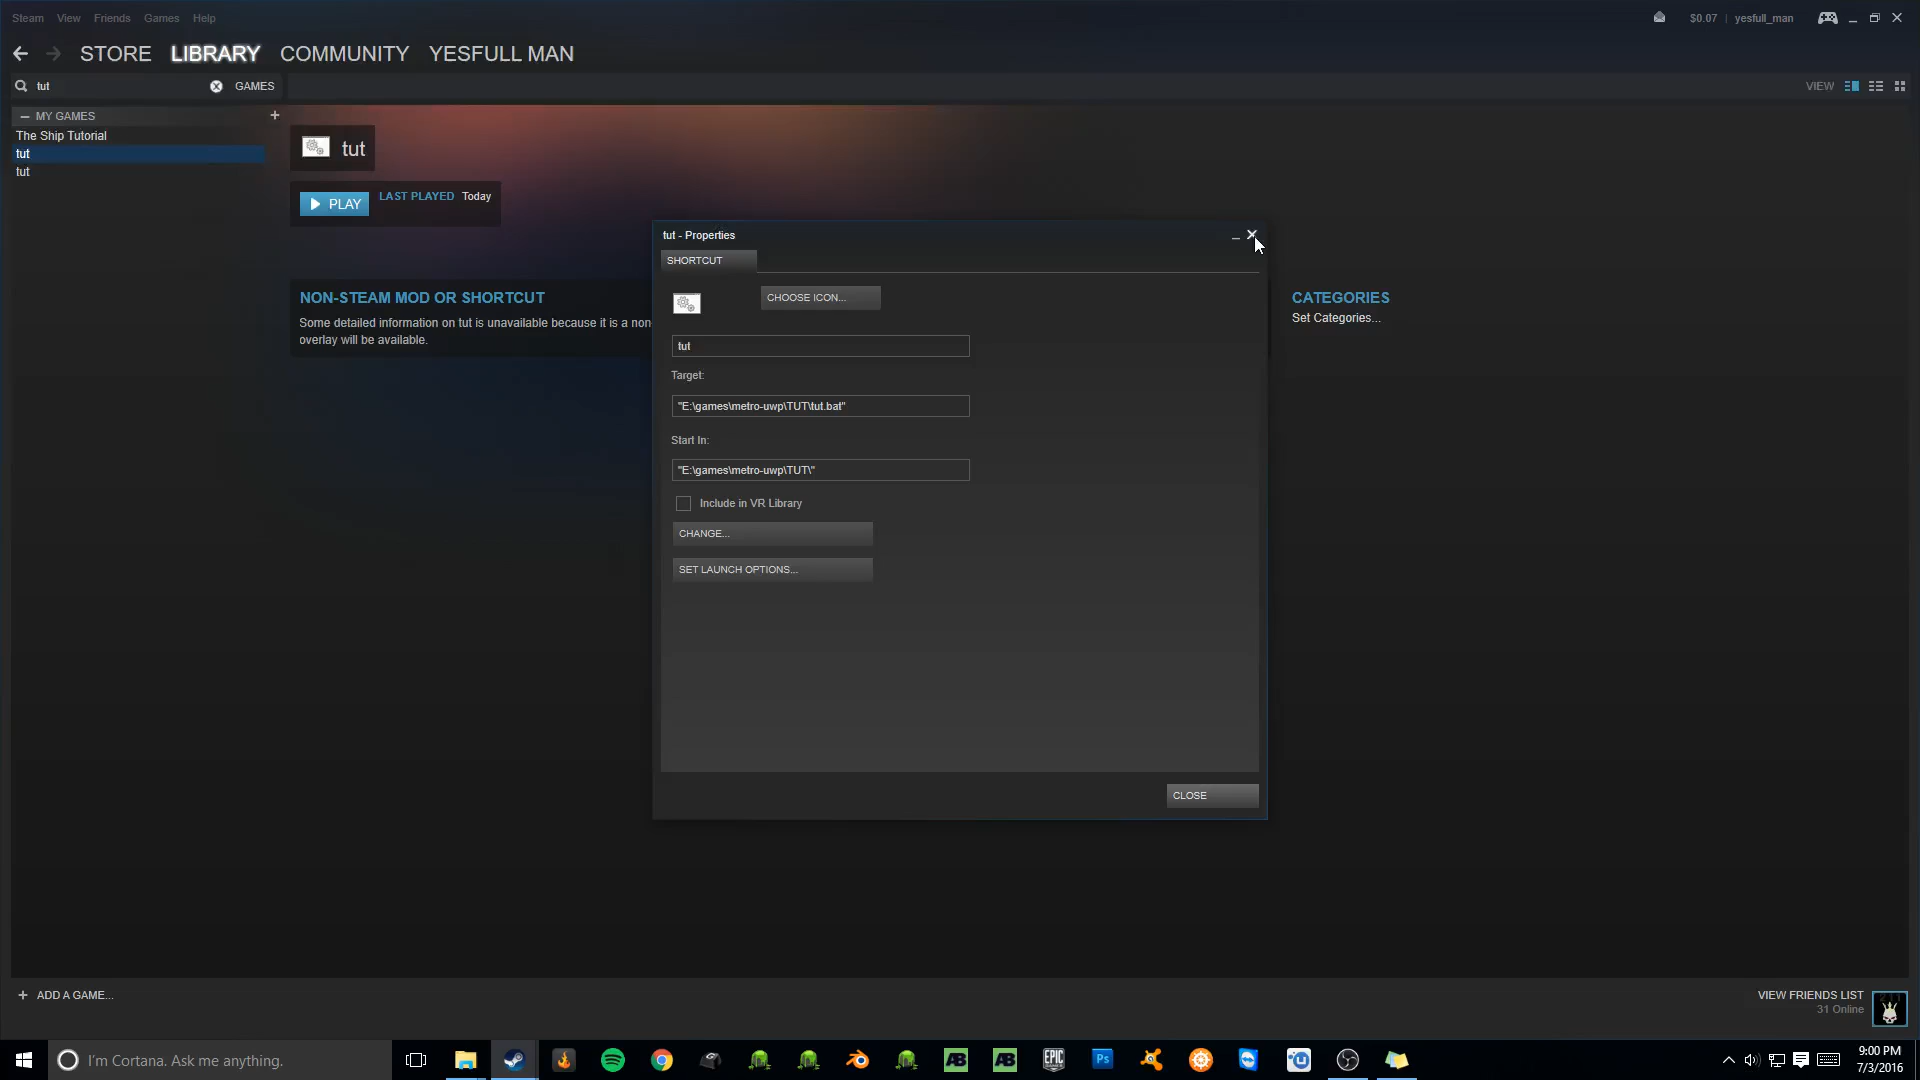 Steam View Friends Games Help
$0.07 | yesfull_man
STORE LIBRARY COMMUNITY YESFULL MAN
tut
GAMES
VIEW
— MY GAMES +
The Ship Tutorial
tut
tut
tut
PLAY
LAST PLAYED Today
NON-STEAM MOD OR SHORTCUT
Some detailed information on tut is unavailable because it is a non
overlay will be available.
CATEGORIES
Set Categories...
tut - Properties
SHORTCUT
CHOOSE ICON...
tut
Target:
"E:\games\metro-uwp\TUT\tut.bat"
Start In:
"E:\games\metro-uwp\TUT\"
Include in VR Library
CHANGE...
SET LAUNCH OPTIONS...
CLOSE
+ ADD A GAME...
VIEW FRIENDS LIST
31 Online
I'm Cortana. Ask me anything.
AB
AB
EPIC
GAMES
Ps
9:00 PM
7/3/2016